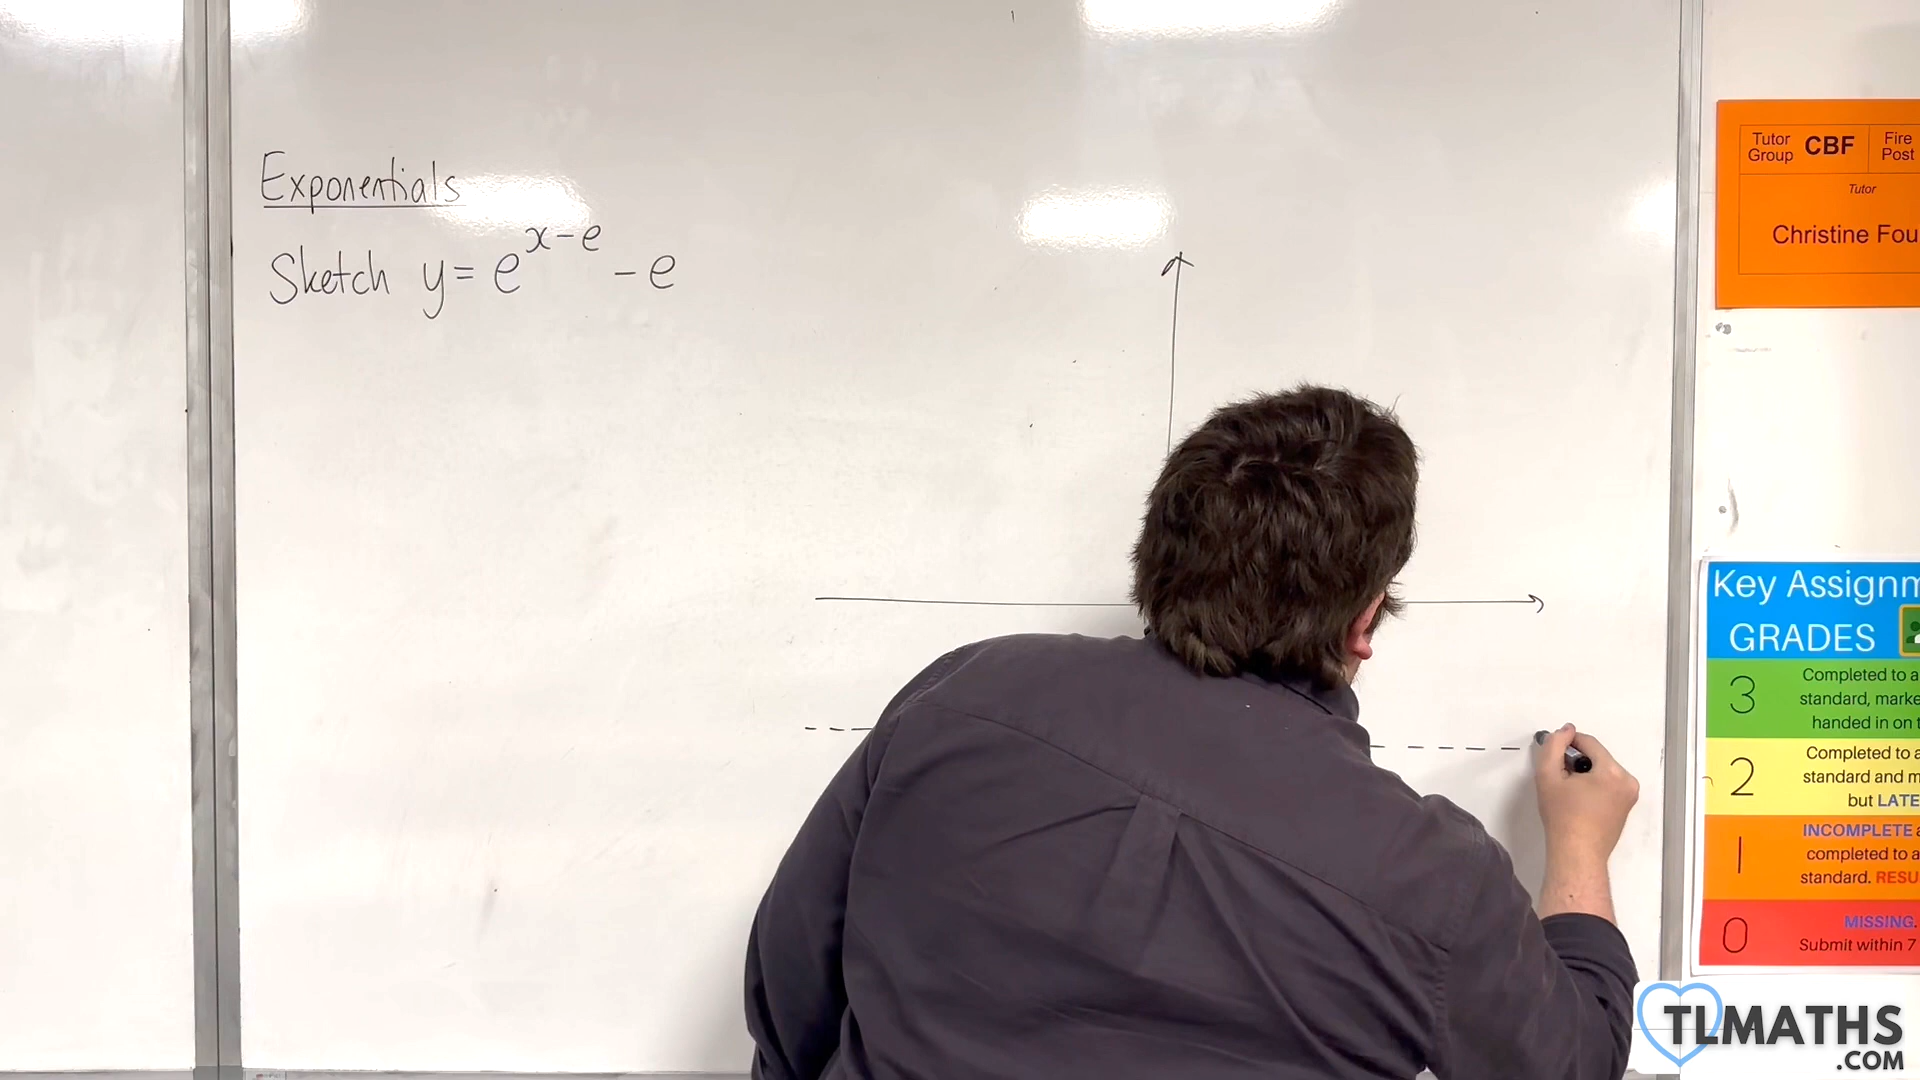 Exponentials
Sketch y = e^{x-e} - e
Tutor Group CBF Fire Post
Tutor
Christine Fou
Key Assignm
GRADES
3 Completed to a
standard, marke
handed in on t
2 Completed to a
standard and m
but LATE
1 INCOMPLETE a
completed to a
standard. RESU
0 MISSING.
Submit within 7
TLMATHS
.COM